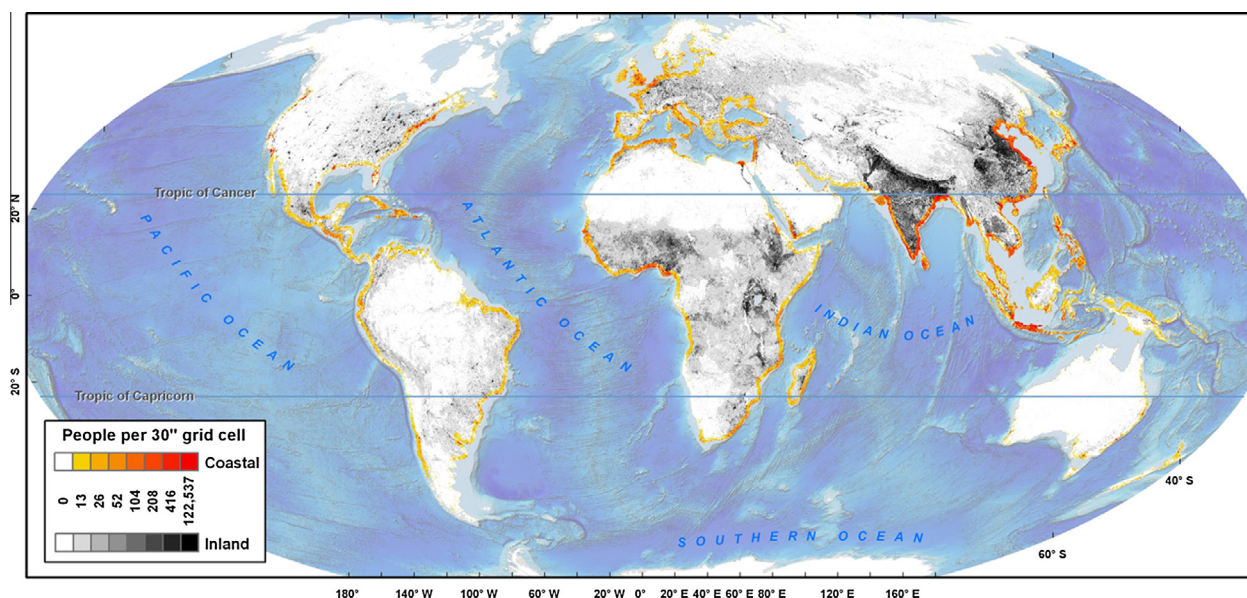 Tropic of Cancer
20° N
PACIFIC OCEAN
ATLANTIC OCEAN
0°
INDIAN OCEAN
20° S
Tropic of Capricorn
People per 30" grid cell
Coastal
0
13
26
52
104
208
416
122,537
Inland
40° S
SOUTHERN OCEAN
60° S
180° 140° W 100° W 60° W 20° W 0° 20° E 40° E 60° E 80° E 120° E 160° E